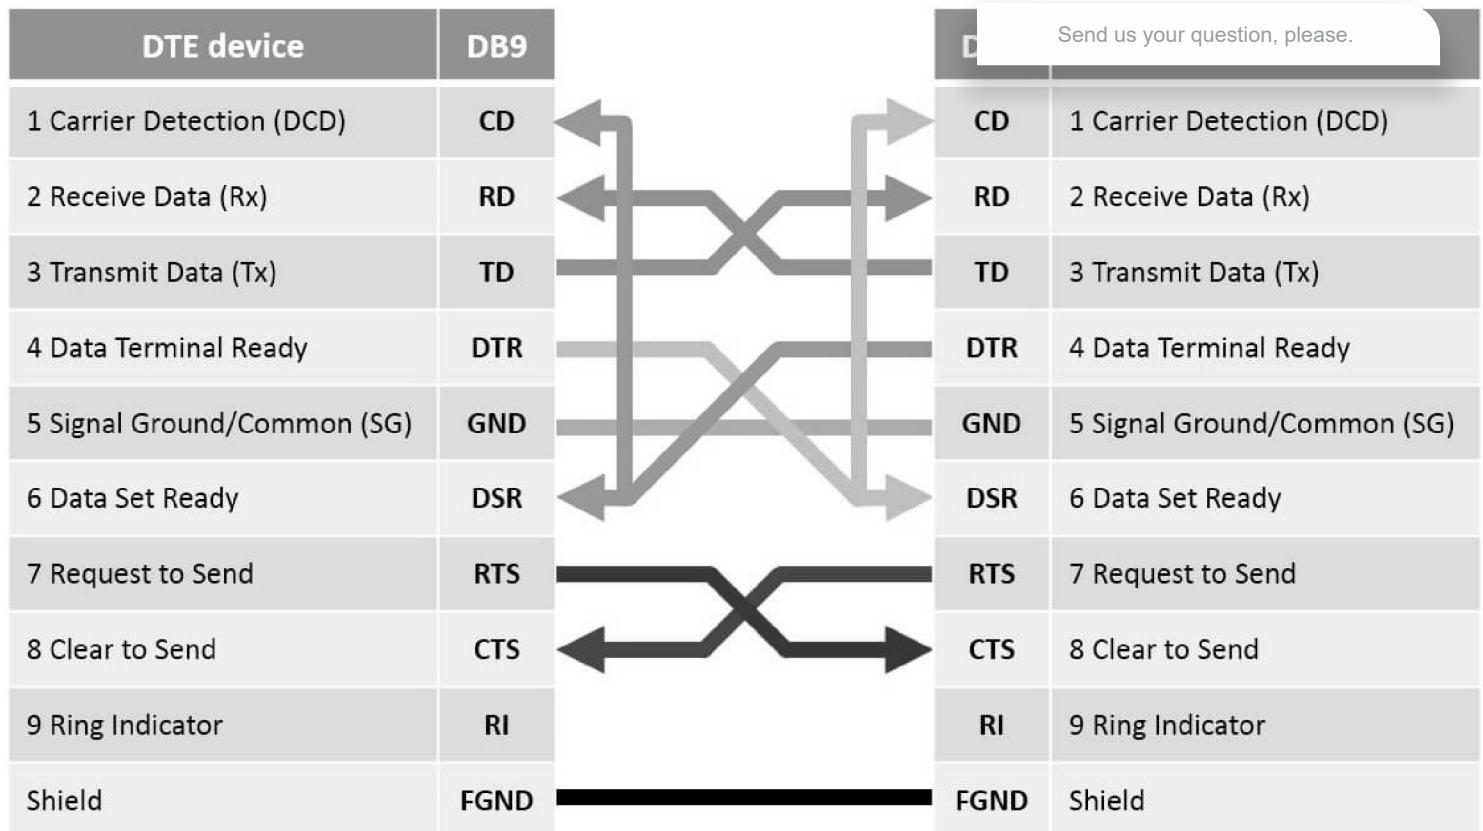 DTE device DB9
Send us your question, please.
1 Carrier Detection (DCD) CD CD 1 Carrier Detection (DCD)
2 Receive Data (Rx) RD RD 2 Receive Data (Rx)
3 Transmit Data (Tx) TD TD 3 Transmit Data (Tx)
4 Data Terminal Ready DTR DTR 4 Data Terminal Ready
5 Signal Ground/Common (SG) GND GND 5 Signal Ground/Common (SG)
6 Data Set Ready DSR DSR 6 Data Set Ready
7 Request to Send RTS RTS 7 Request to Send
8 Clear to Send CTS CTS 8 Clear to Send
9 Ring Indicator RI RI 9 Ring Indicator
Shield FGND FGND Shield